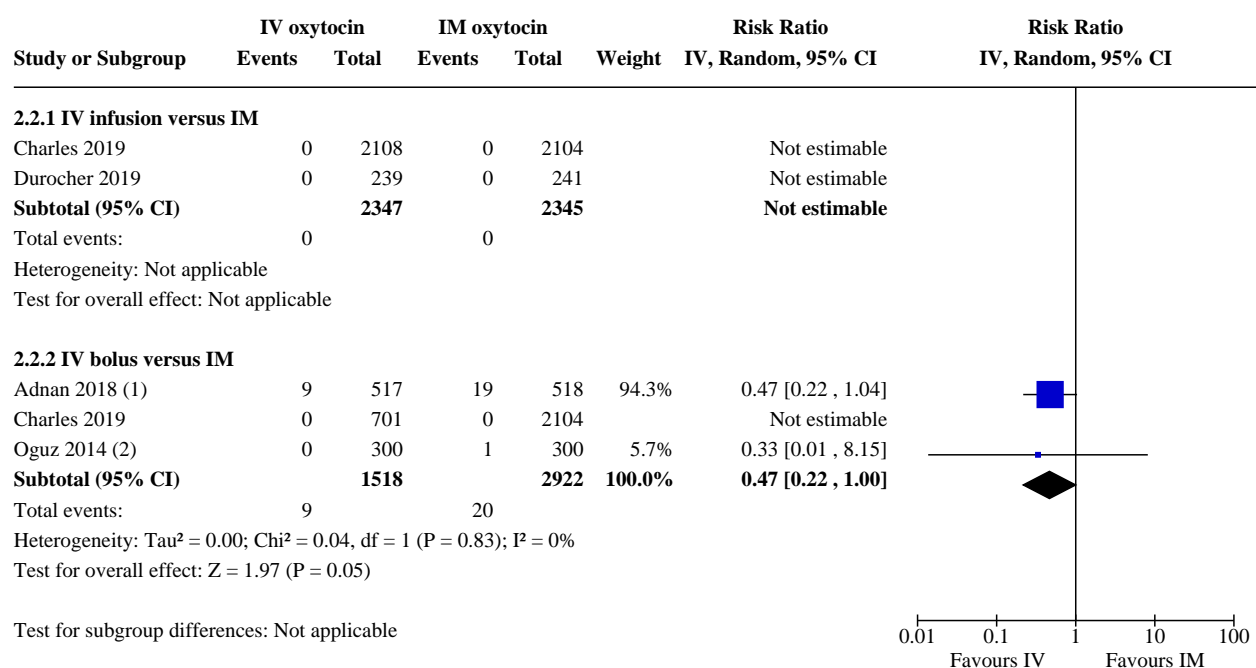 IV oxytocin IM oxytocin Risk Ratio Risk Ratio
Study or Subgroup Events Total Events Total Weight IV, Random, 95% CI IV, Random, 95% CI
2.2.1 IV infusion versus IM
Charles 2019 0 2108 0 2104 Not estimable
Durocher 2019 0 239 0 241 Not estimable
Subtotal (95% CI) 2347 2345 Not estimable
Total events: 0 0
Heterogeneity: Not applicable
Test for overall effect: Not applicable
2.2.2 IV bolus versus IM
Adnan 2018 (1) 9 517 19 518 94.3% 0.47 [0.22 , 1.04]
Charles 2019 0 701 0 2104 Not estimable
Oguz 2014 (2) 0 300 1 300 5.7% 0.33 [0.01 , 8.15]
Subtotal (95% CI) 1518 2922 100.0% 0.47 [0.22 , 1.00]
Total events: 9 20
Heterogeneity: Tau² = 0.00; Chi² = 0.04, df = 1 (P = 0.83); I² = 0%
Test for overall effect: Z = 1.97 (P = 0.05)
Test for subgroup differences: Not applicable
0.01 0.1 1 10 100
Favours IV Favours IM